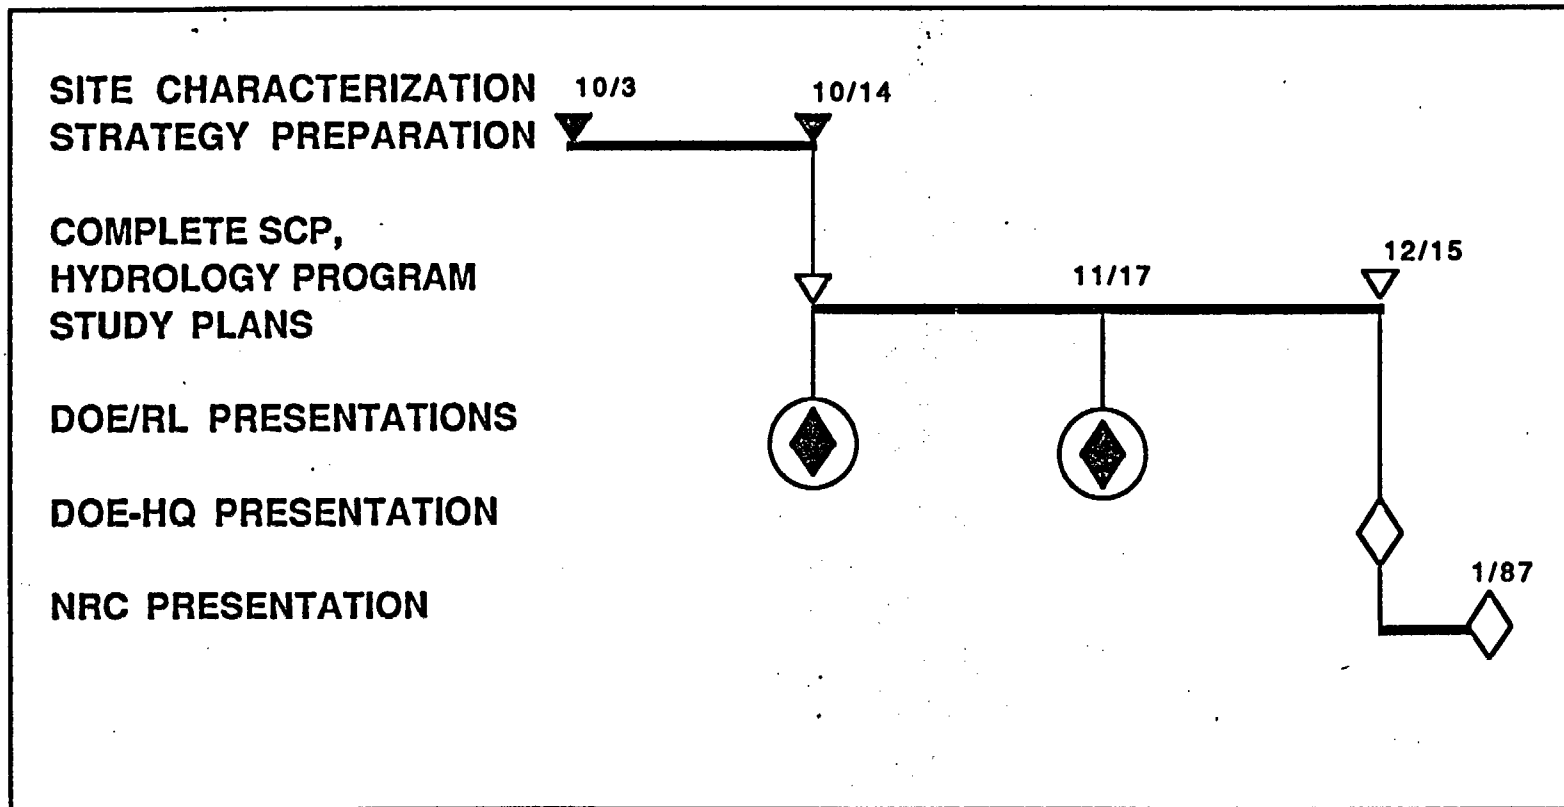 SITE CHARACTERIZATION 10/3 10/14
STRATEGY PREPARATION
COMPLETE SCP,
12/15
HYDROLOGY PROGRAM 11/17
STUDY PLANS
DOE/RL PRESENTATIONS
DOE-HQ PRESENTATION
1/87
NRC PRESENTATION